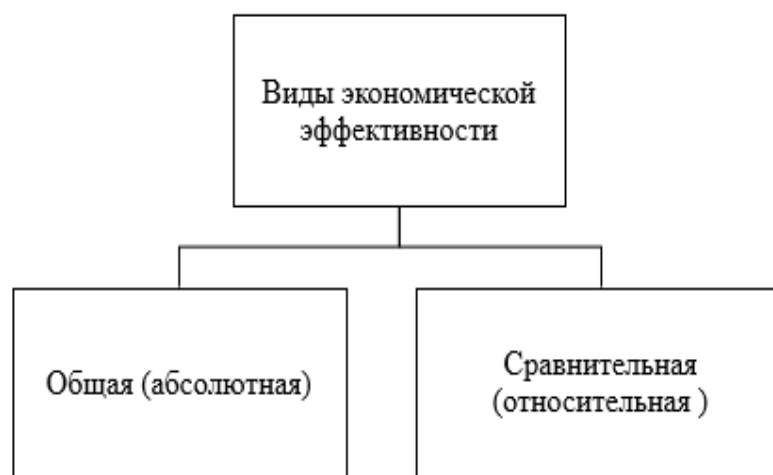 Виды экономической
эффективности
Общая (абсолютная)
Сравнительная
(относительная )